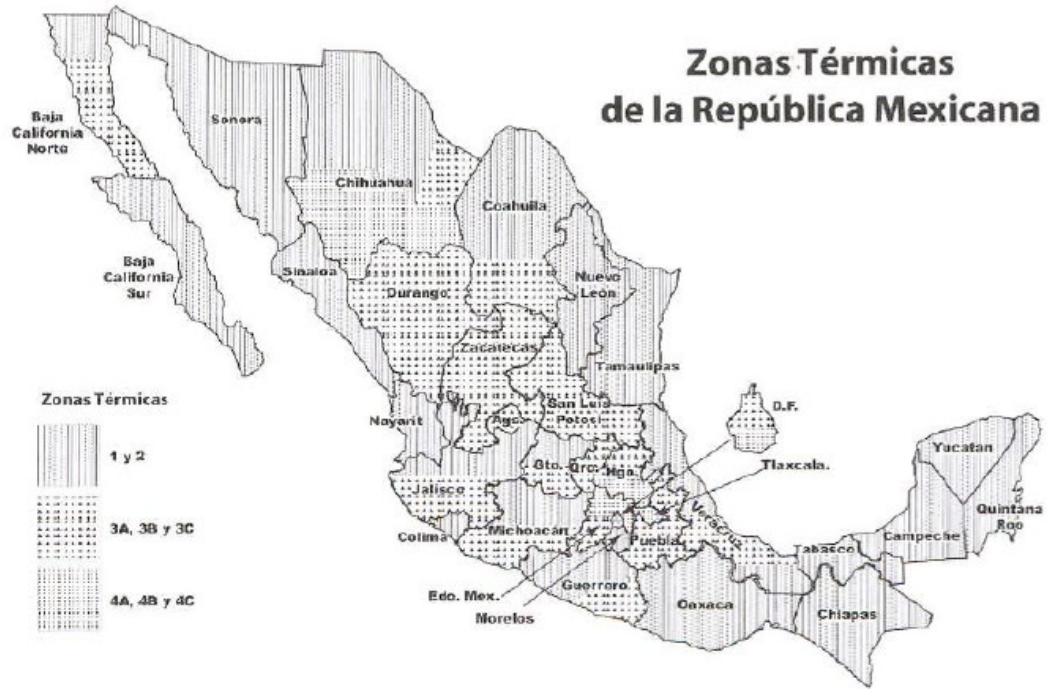 Zonas Térmicas
de la República Mexicana
Baja
California
Norte
Sonora
Chihuahua
Coahuila
Baja
California
Sur
Sinaloa
Durango
Nuevo
León
Zacatecas
Tamaulipas
Zonas Térmicas
1 y 2
3A, 3B y 3C
4A, 4B y 4C
Nayarit
Ags.
San Luis
Potosí
D.F.
Gto.
Qro.
Hgo.
Tlaxcala.
Yucatan
Jalisco
Quintana
Roo
Colima
Michoacán
Puebla
Veracruz
Tabasco
Campeche
Edo. Mex.
Guerrero
Morelos
Oaxaca
Chiapas